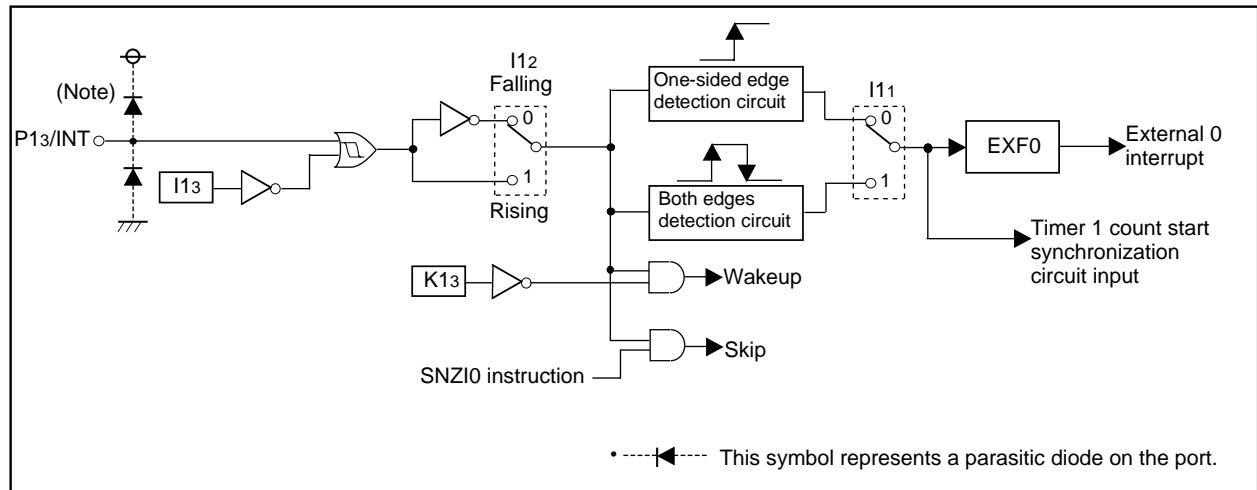 I12
Falling
0
1
Rising
(Note)
P13/INT
I13
One-sided edge
detection circuit
Both edges
detection circuit
I11
0
1
EXF0
External 0
interrupt
Timer 1 count start
synchronization
circuit input
K13
Wakeup
Skip
SNZI0 instruction
This symbol represents a parasitic diode on the port.